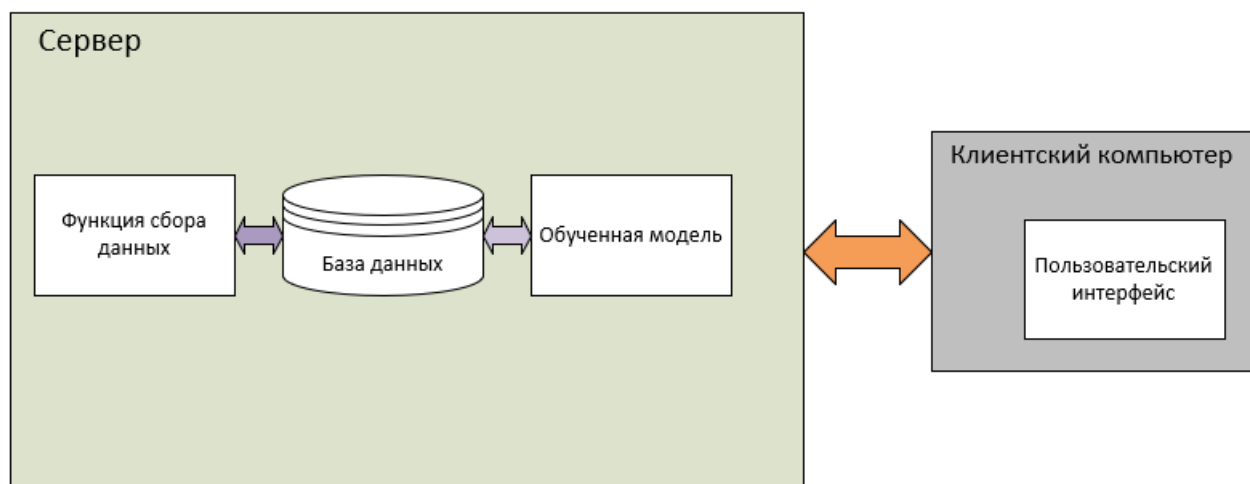 Сервер
Функция сбора
данных
База данных
Обученная модель
Клиентский компьютер
Пользовательский
интерфейс